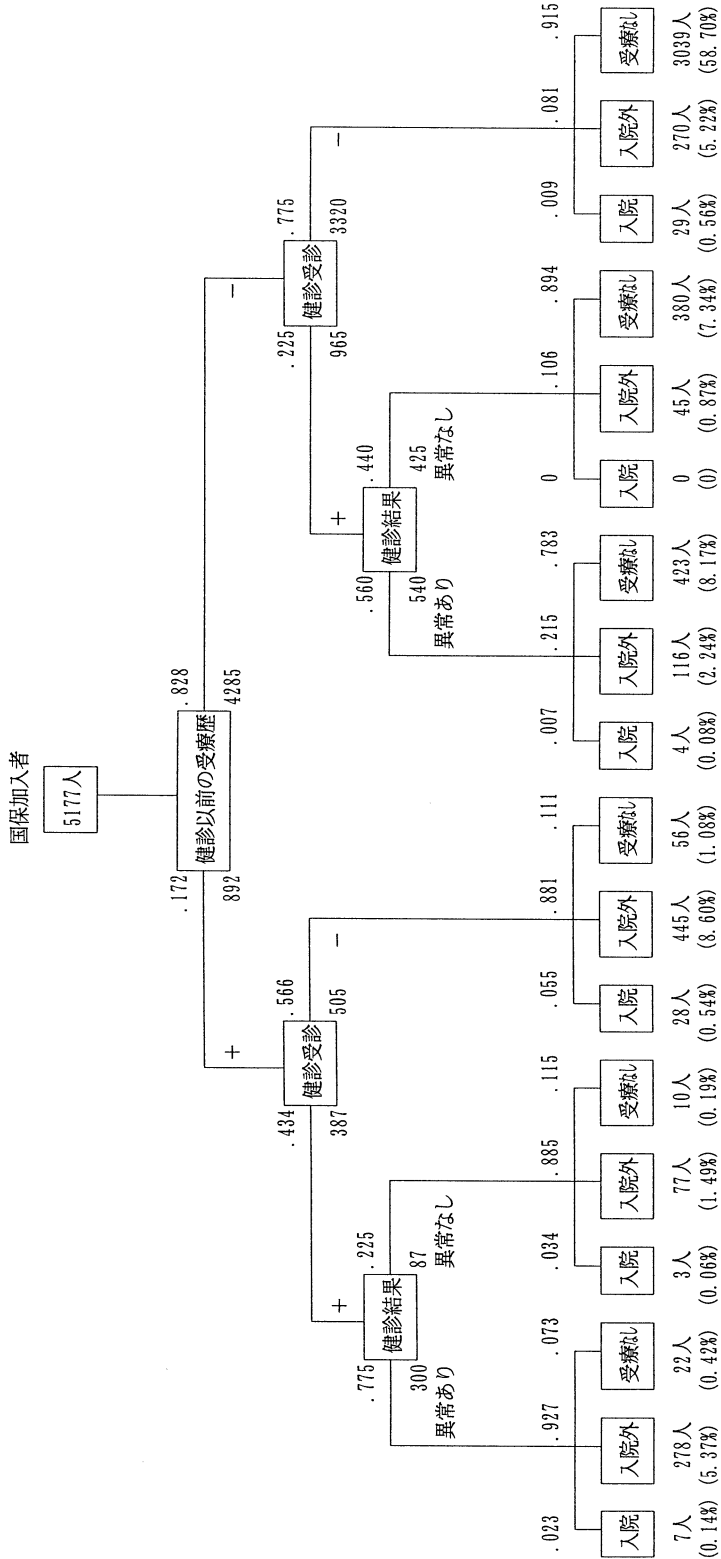 国保加入者
5177人
.172 健診以前の受療歴 .828
892 4285
+ −
.434 健診受診 .566
387 505
+ −
.225 健診受診 .775
965 3320
+ −
.775 健診結果 .225
300 87
異常あり 異常なし
.560 健診結果 .440
540 425
異常あり 異常なし
.023 .927 .073
入院 入院外 受療なし
7人 278人 22人
(0.14%) (5.37%) (0.42%)
.034 .885 .115
入院 入院外 受療なし
3人 77人 10人
(0.06%) (1.49%) (0.19%)
.055 .881 .111
入院 入院外 受療なし
28人 445人 56人
(0.54%) (8.60%) (1.08%)
.007 .215 .783
入院 入院外 受療なし
4人 116人 423人
(0.08%) (2.24%) (8.17%)
0 .106 .894
入院 入院外 受療なし
0 45人 380人
(0) (0.87%) (7.34%)
.009 .081 .915
入院 入院外 受療なし
29人 270人 3039人
(0.56%) (5.22%) (58.70%)